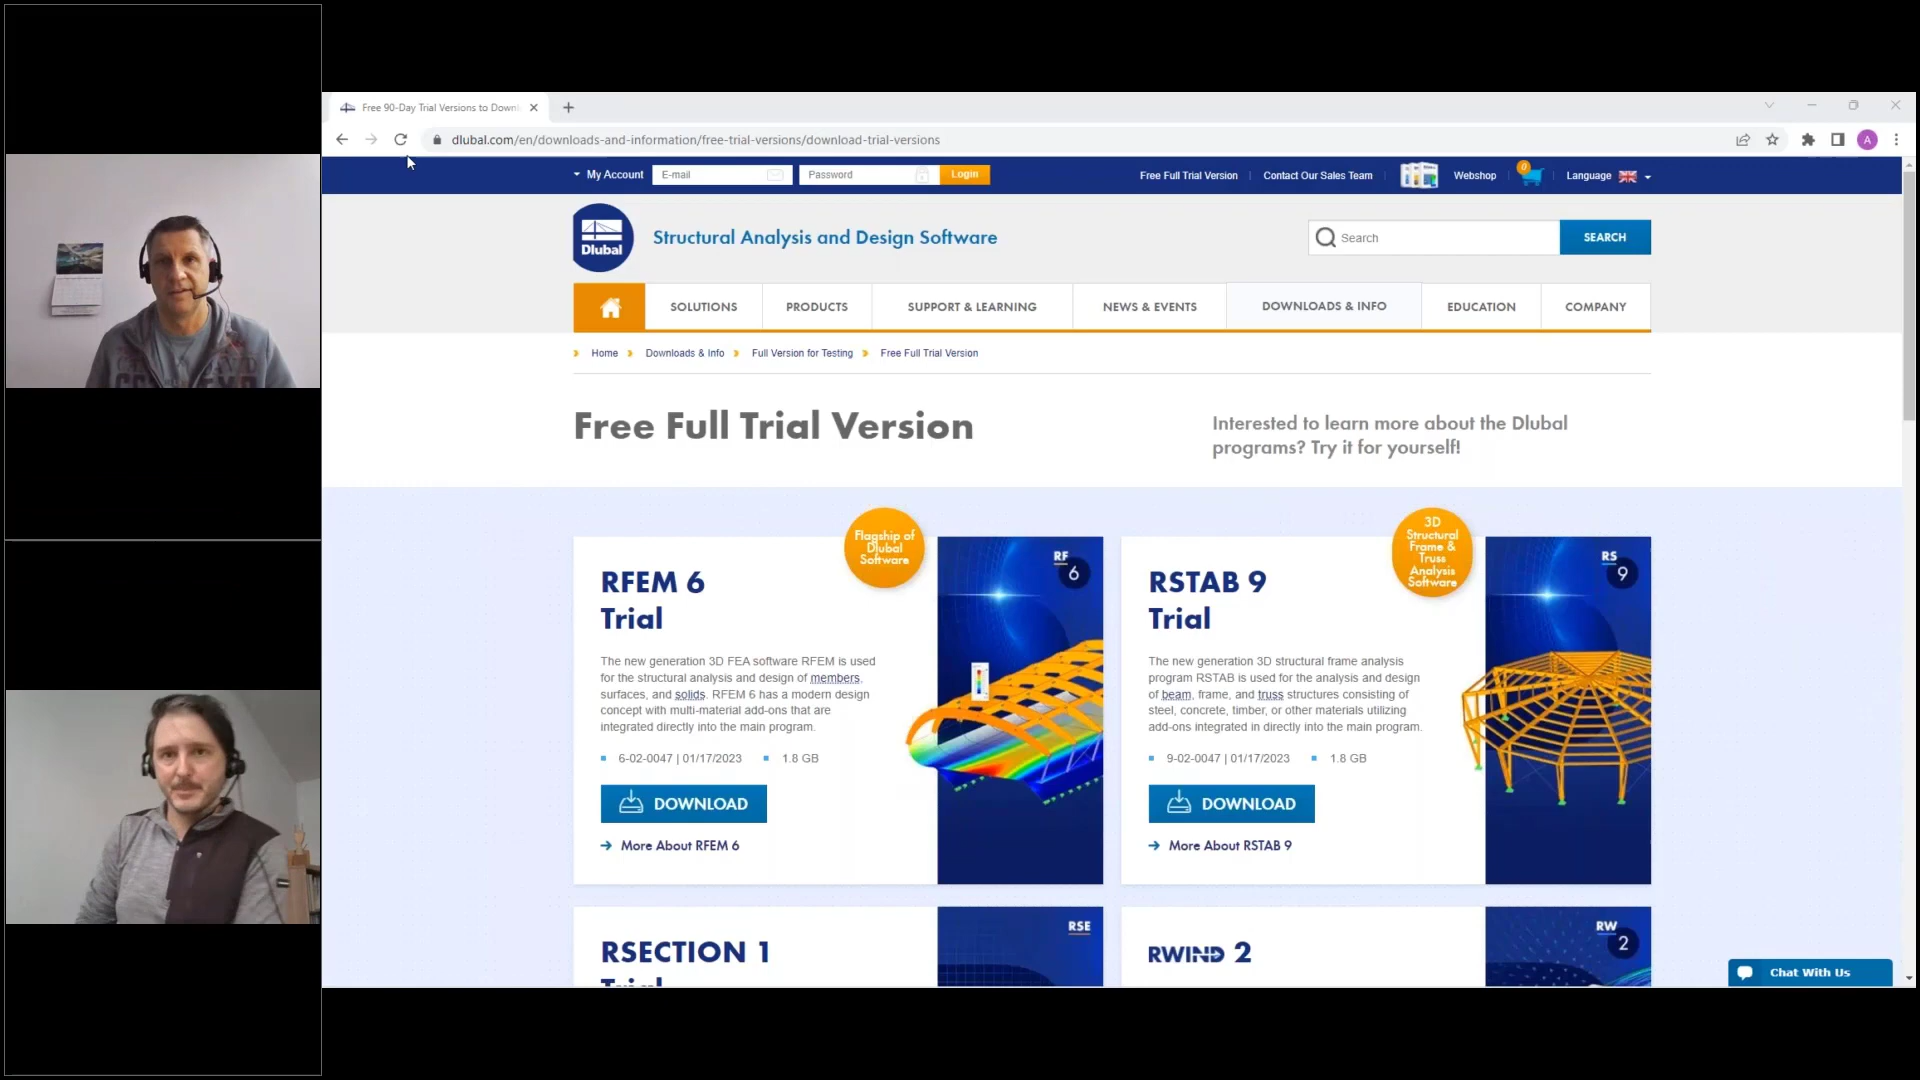 Free 90-Day Trial Versions to Downl
dlubal.com/en/downloads-and-information/free-trial-versions/download-trial-versions
A
My Account
E-mail
Password
Login
Free Full Trial Version
Contact Our Sales Team
Webshop
0
Language
Dlubal
Structural Analysis and Design Software
Search
SEARCH
SOLUTIONS
PRODUCTS
SUPPORT & LEARNING
NEWS & EVENTS
DOWNLOADS & INFO
EDUCATION
COMPANY
Home
Downloads & Info
Full Version for Testing
Free Full Trial Version
Free Full Trial Version
Interested to learn more about the Dlubal
programs? Try it for yourself!
Flagship of
Dlubal
Software
RFEM 6
Trial
The new generation 3D FEA software RFEM is used
for the structural analysis and design of members,
surfaces, and solids. RFEM 6 has a modern design
concept with multi-material add-ons that are
integrated directly into the main program.
6-02-0047 | 01/17/2023
1.8 GB
DOWNLOAD
More About RFEM 6
RF
6
3D
Structural
Frame &
Truss
Analysis
Software
RSTAB 9
Trial
The new generation 3D structural frame analysis
program RSTAB is used for the analysis and design
of beam, frame, and truss structures consisting of
steel, concrete, timber, or other materials utilizing
add-ons integrated in directly into the main program.
9-02-0047 | 01/17/2023
1.8 GB
DOWNLOAD
More About RSTAB 9
RS
9
RSECTION 1
Trial
RSE
RWIND 2
RW
2
Chat With Us